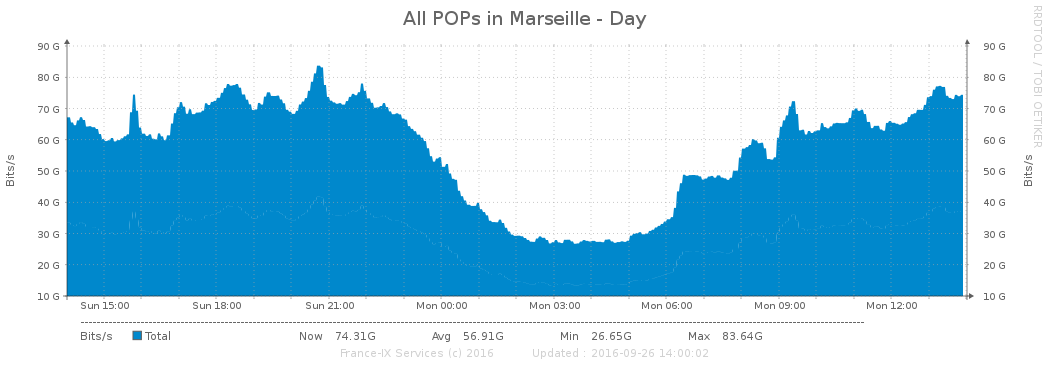 All POPs in Marseille - Day
RRDTOOL / TOBI OETIKER
90 G 90 G
80 G 80 G
70 G 70 G
60 G 60 G
50 G 50 G
40 G 40 G
30 G 30 G
20 G 20 G
10 G 10 G
Bits/s
Bits/s
Sun 15:00 Sun 18:00 Sun 21:00 Mon 00:00 Mon 03:00 Mon 06:00 Mon 09:00 Mon 12:00
Bits/s Total Now 74.31G Avg 56.91G Min 26.65G Max 83.64G
France-IX Services (c) 2016 Updated : 2016-09-26 14:00:02